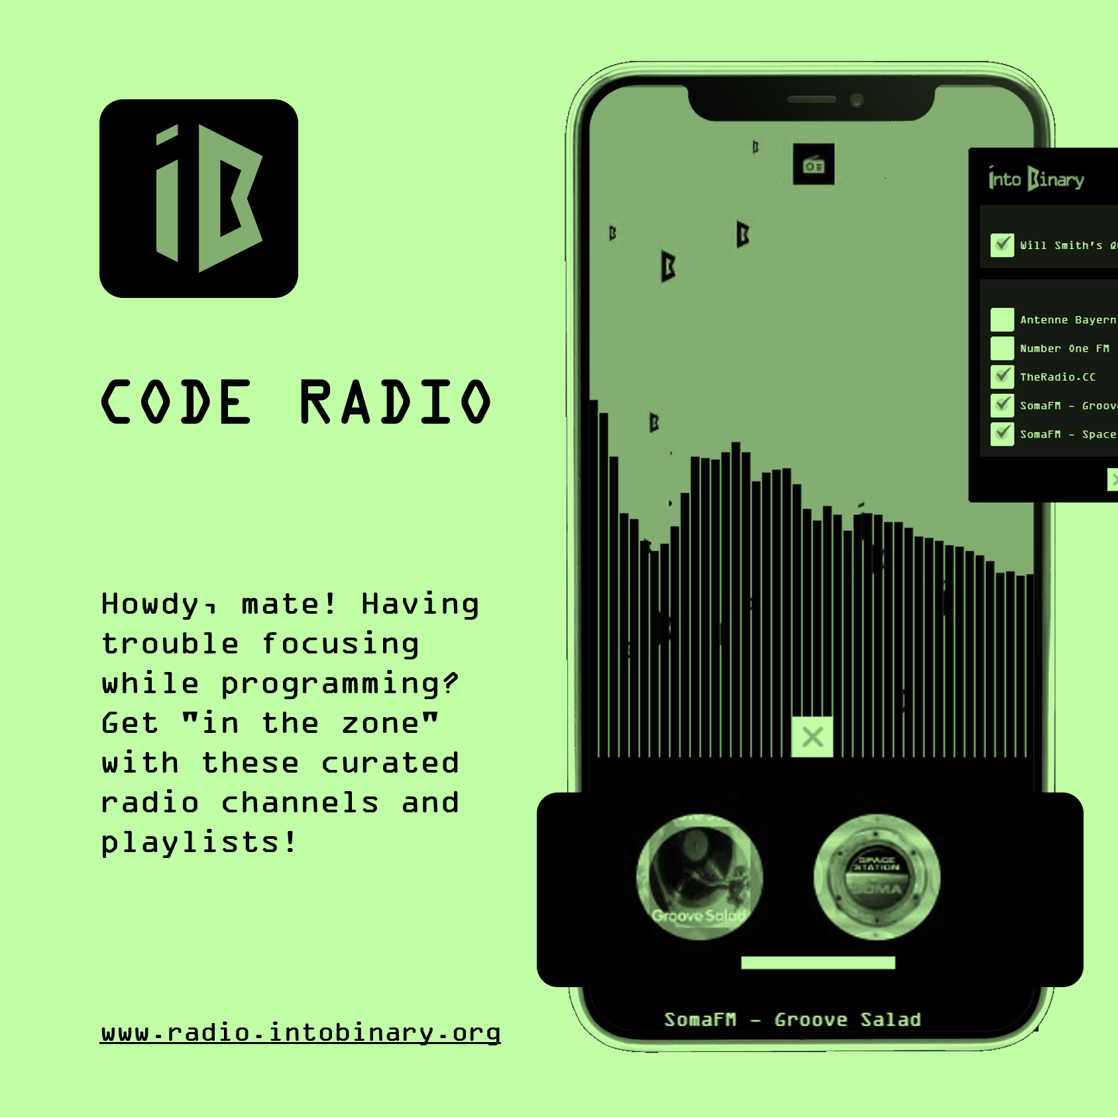 iB
CODE RADIO
Howdy, mate! Having
trouble focusing
while programming?
Get "in the zone"
with these curated
radio channels and
playlists!
www.radio.intobinary.org
into Binary
Will Smith's
Antenne Bayern
Number One FM
TheRadio.CC
SomaFM - Groov
SomaFM - Space
Groove Salad
SPACE
STATION
SOMA
SomaFM - Groove Salad